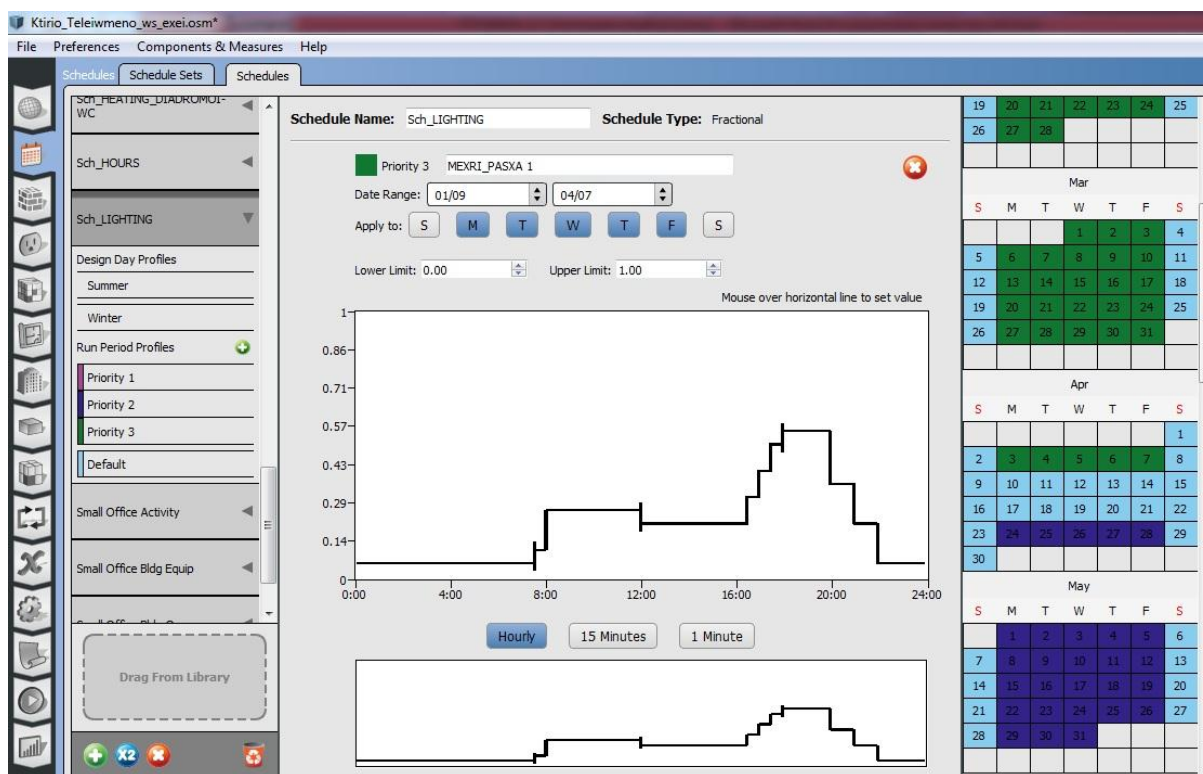 Ktirio_Teleiwmeno_ws_exei.osm*
File Preferences Components & Measures Help
Schedules Schedule Sets Schedules
Sch_HEATING_DIADROMOI-
WC
Sch_HOURS
Sch_LIGHTING
Design Day Profiles
Summer
Winter
Run Period Profiles
Priority 1
Priority 2
Priority 3
Default
Small Office Activity
Small Office Bldg Equip
Drag From Library
X2
Schedule Name: Sch_LIGHTING Schedule Type: Fractional
Priority 3 MEXRI_PASXA 1
Date Range: 01/09 04/07
Apply to: S M T W T F S
Lower Limit: 0.00 Upper Limit: 1.00
Mouse over horizontal line to set value
1
0.86
0.71
0.57
0.43
0.29
0.14
0
0:00 4:00 8:00 12:00 16:00 20:00 24:00
Hourly 15 Minutes 1 Minute
19 20 21 22 23 24 25
26 27 28
Mar
S M T W T F S
1 2 3 4
5 6 7 8 9 10 11
12 13 14 15 16 17 18
19 20 21 22 23 24 25
26 27 28 29 30 31
Apr
S M T W T F S
1
2 3 4 5 6 7 8
9 10 11 12 13 14 15
16 17 18 19 20 21 22
23 24 25 26 27 28 29
30
May
S M T W T F S
1 2 3 4 5 6
7 8 9 10 11 12 13
14 15 16 17 18 19 20
21 22 23 24 25 26 27
28 29 30 31